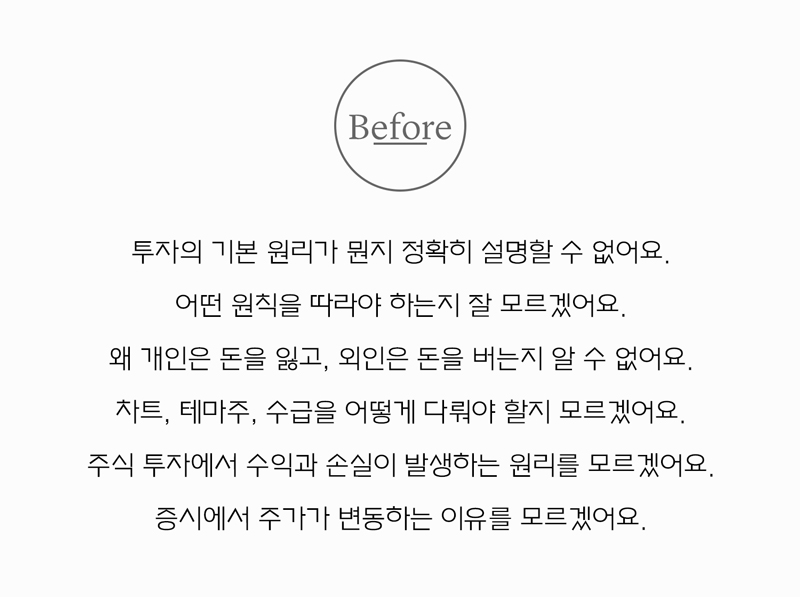 Before
투자의 기본 원리가 뭔지 정확히 설명할 수 없어요.
어떤 원칙을 따라야 하는지 잘 모르겠어요.
왜 개인은 돈을 잃고, 외인은 돈을 버는지 알 수 없어요.
차트, 테마주, 수급을 어떻게 다뤄야 할지 모르겠어요.
주식 투자에서 수익과 손실이 발생하는 원리를 모르겠어요.
증시에서 주가가 변동하는 이유를 모르겠어요.